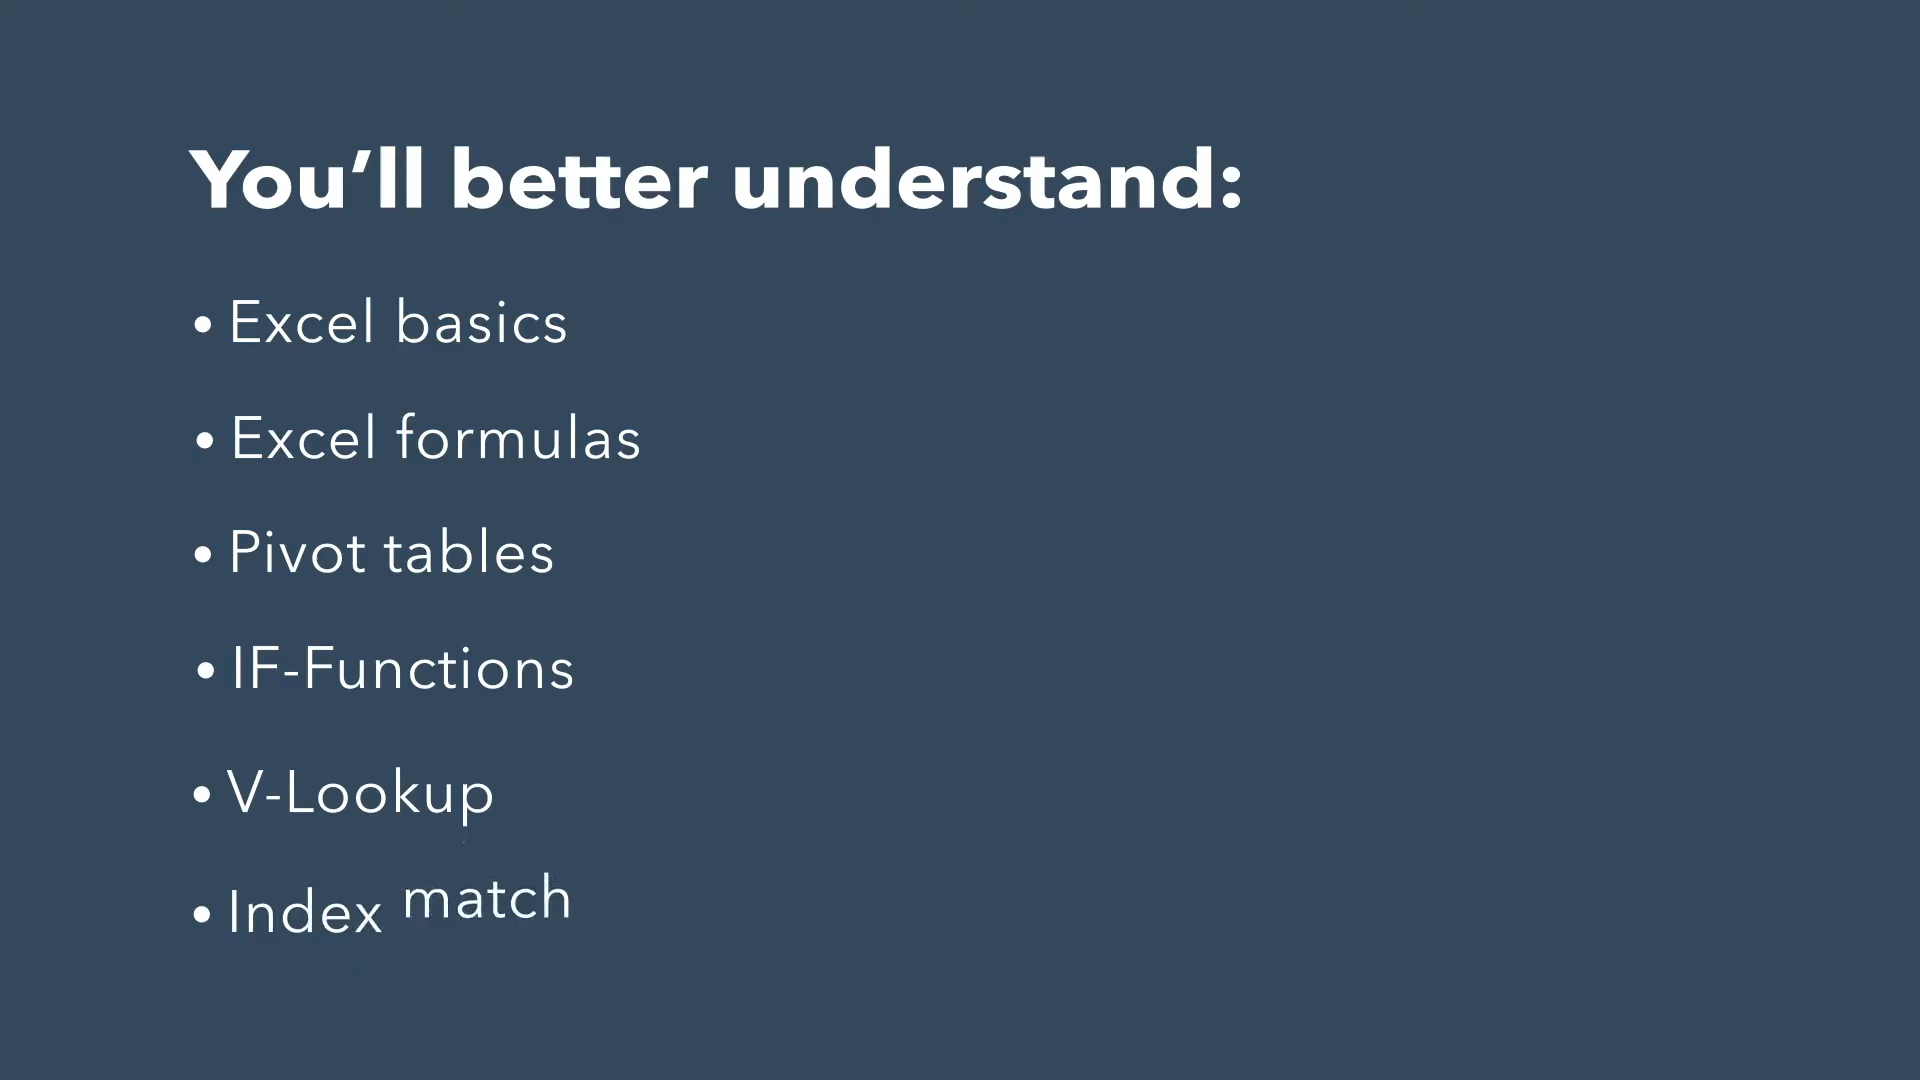 You’ll better understand:
• Excel basics
• Excel formulas
• Pivot tables
• IF-Functions
• V-Lookup
• Index match